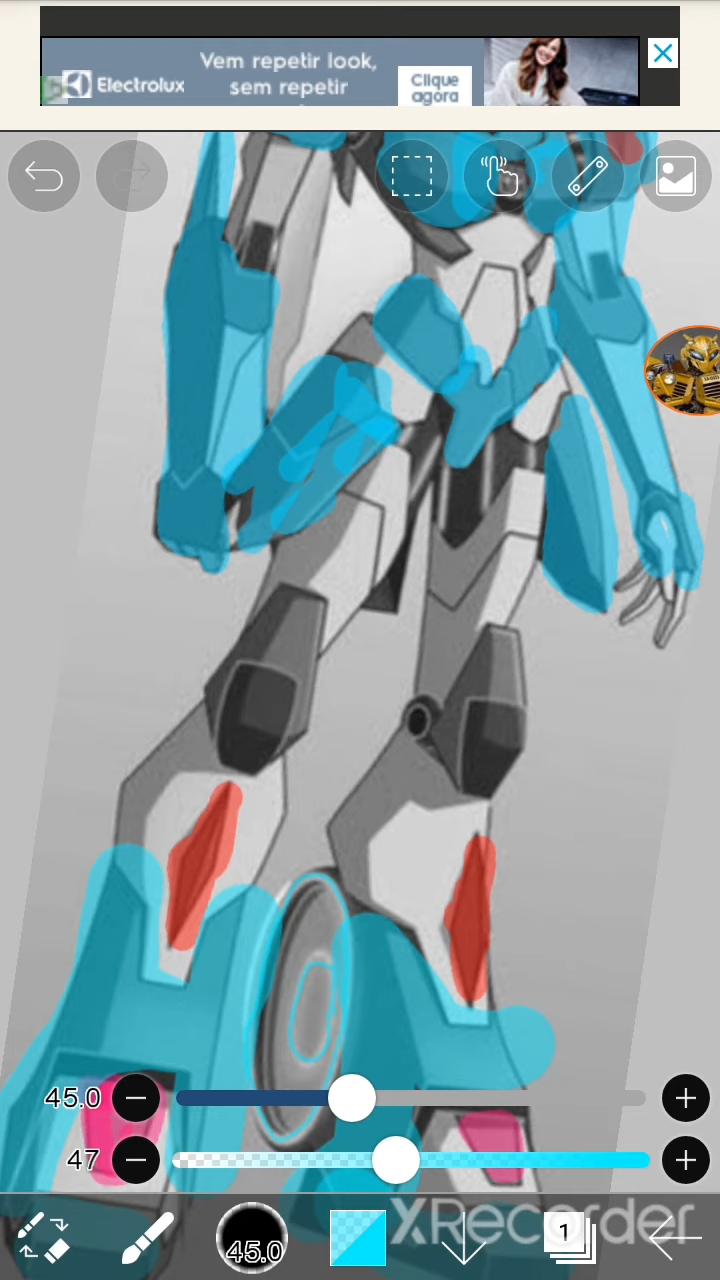 Vem repetir look,
sem repetir
Electrolux
Clique
agora
45.0
47
45.0
1
XRecorder